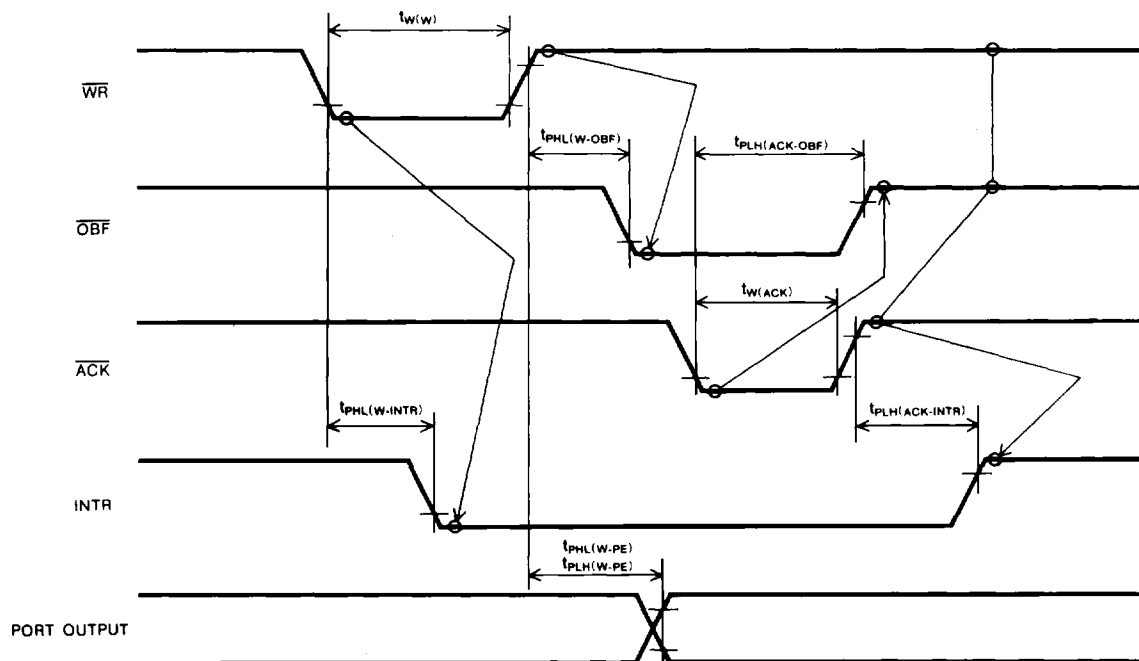 tW(W)
WR
tPHL(W-OBF)
tPLH(ACK-OBF)
OBF
tW(ACK)
ACK
tPHL(W-INTR)
tPLH(ACK-INTR)
INTR
tPHL(W-PE)
tPLH(W-PE)
PORT OUTPUT